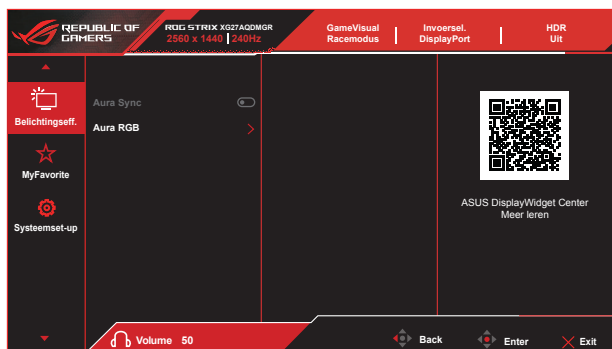 REPUBLIC OF
GAMERS
ROG STRIX XG27AQDMGR
2560 x 1440 240Hz
GameVisual
Racemodus
Invoersel.
DisplayPort
HDR
Uit
Belichtingseff.
MyFavorite
Systeemset-up
Aura Sync
Aura RGB
ASUS DisplayWidget Center
Meer leren
Volume 50
Back
Enter
Exit